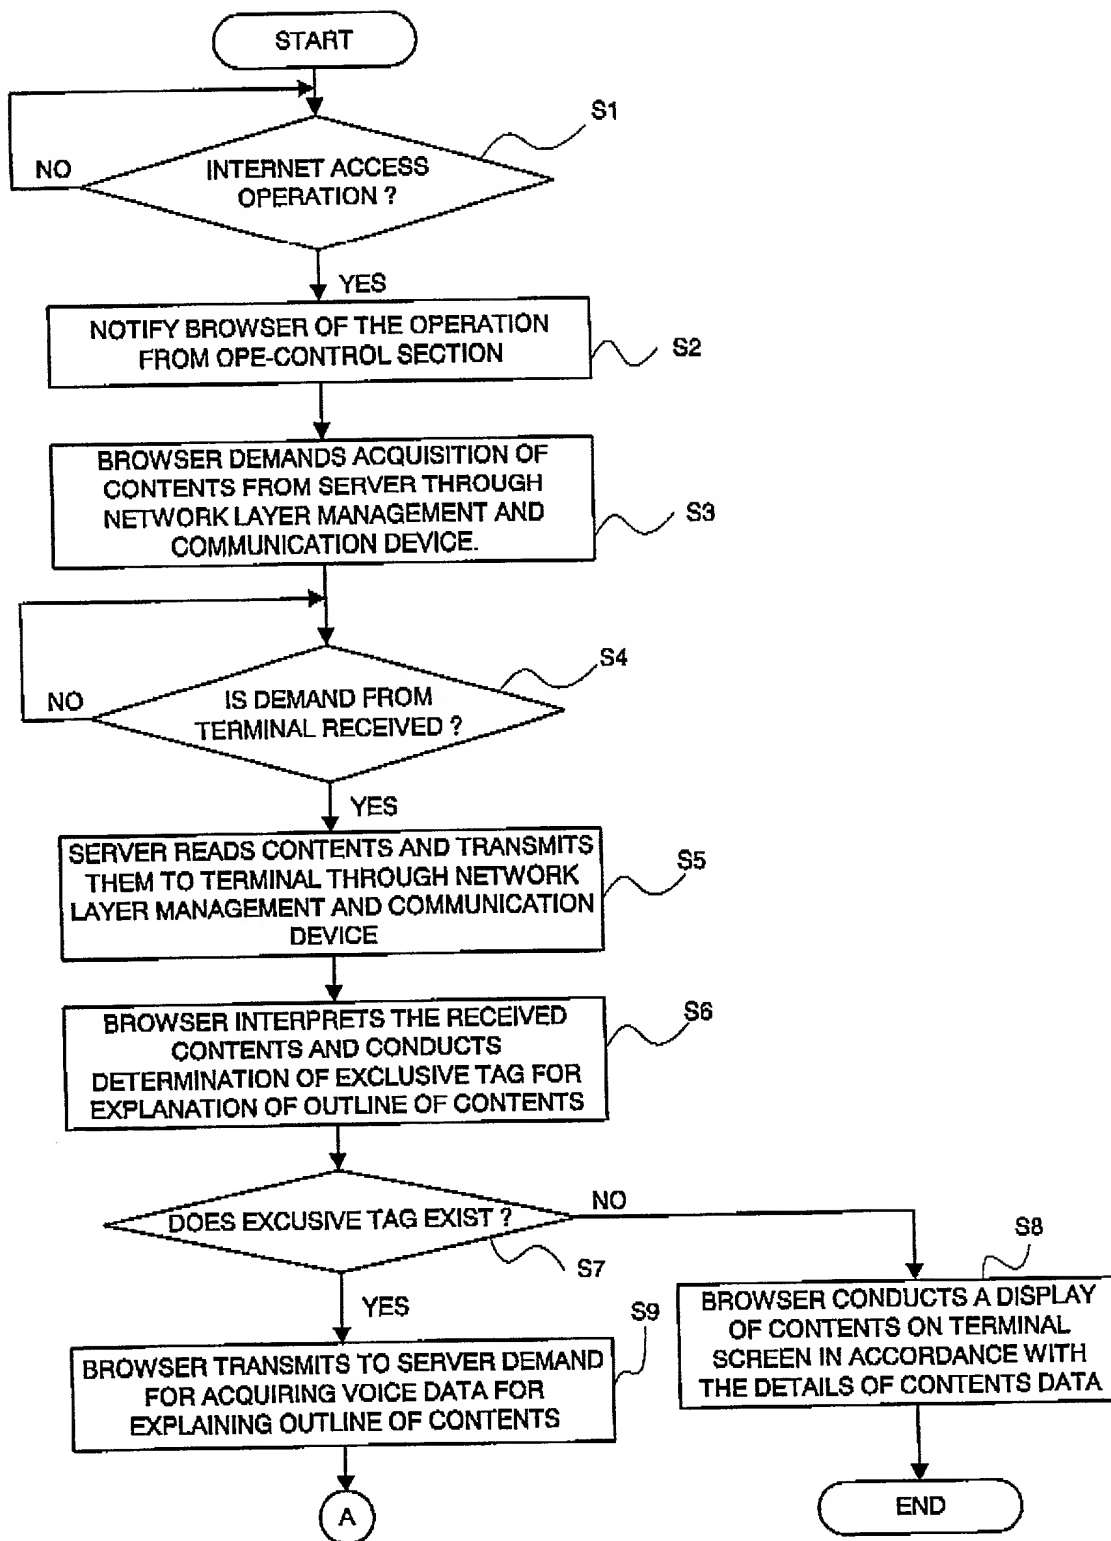 START
S1
NO
INTERNET ACCESS
OPERATION ?
YES
NOTIFY BROWSER OF THE OPERATION
FROM OPE-CONTROL SECTION
S2
BROWSER DEMANDS ACQUISITION OF
CONTENTS FROM SERVER THROUGH
NETWORK LAYER MANAGEMENT AND
COMMUNICATION DEVICE.
S3
S4
NO
IS DEMAND FROM
TERMINAL RECEIVED ?
YES
SERVER READS CONTENTS AND TRANSMITS
THEM TO TERMINAL THROUGH NETWORK
LAYER MANAGEMENT AND COMMUNICATION
DEVICE
S5
BROWSER INTERPRETS THE RECEIVED
CONTENTS AND CONDUCTS
DETERMINATION OF EXCLUSIVE TAG FOR
EXPLANATION OF OUTLINE OF CONTENTS
S6
DOES EXCUSIVE TAG EXIST ?
NO
S7
YES
S8
BROWSER CONDUCTS A DISPLAY
OF CONTENTS ON TERMINAL
SCREEN IN ACCORDANCE WITH
THE DETAILS OF CONTENTS DATA
S9
BROWSER TRANSMITS TO SERVER DEMAND
FOR ACQUIRING VOICE DATA FOR
EXPLAINING OUTLINE OF CONTENTS
A
END